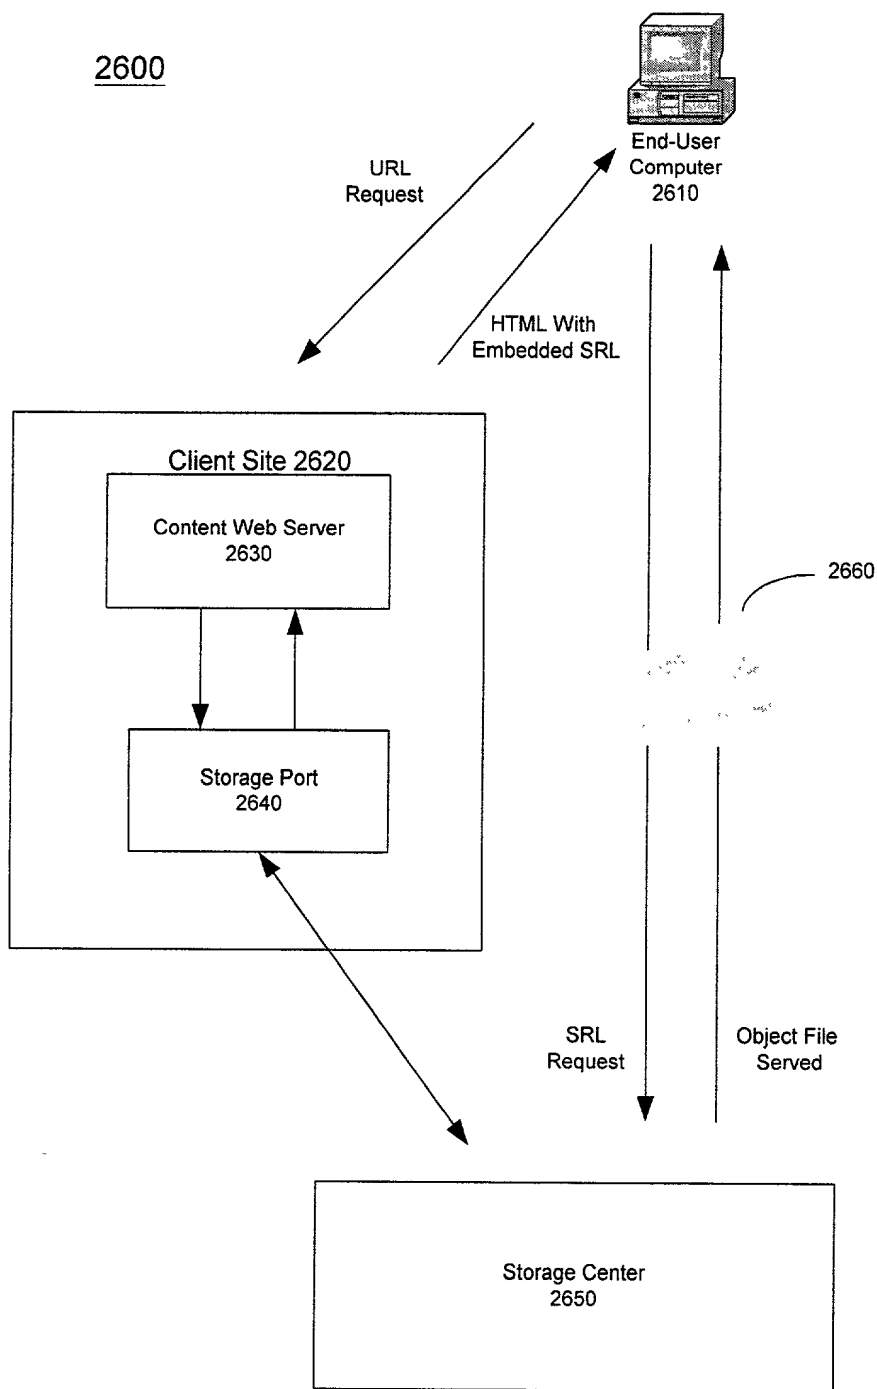 2600
End-User
Computer
2610
URL
Request
HTML With
Embedded SRL
Client Site 2620
Content Web Server
2630
2660
Storage Port
2640
SRL
Request
Object File
Served
Storage Center
2650